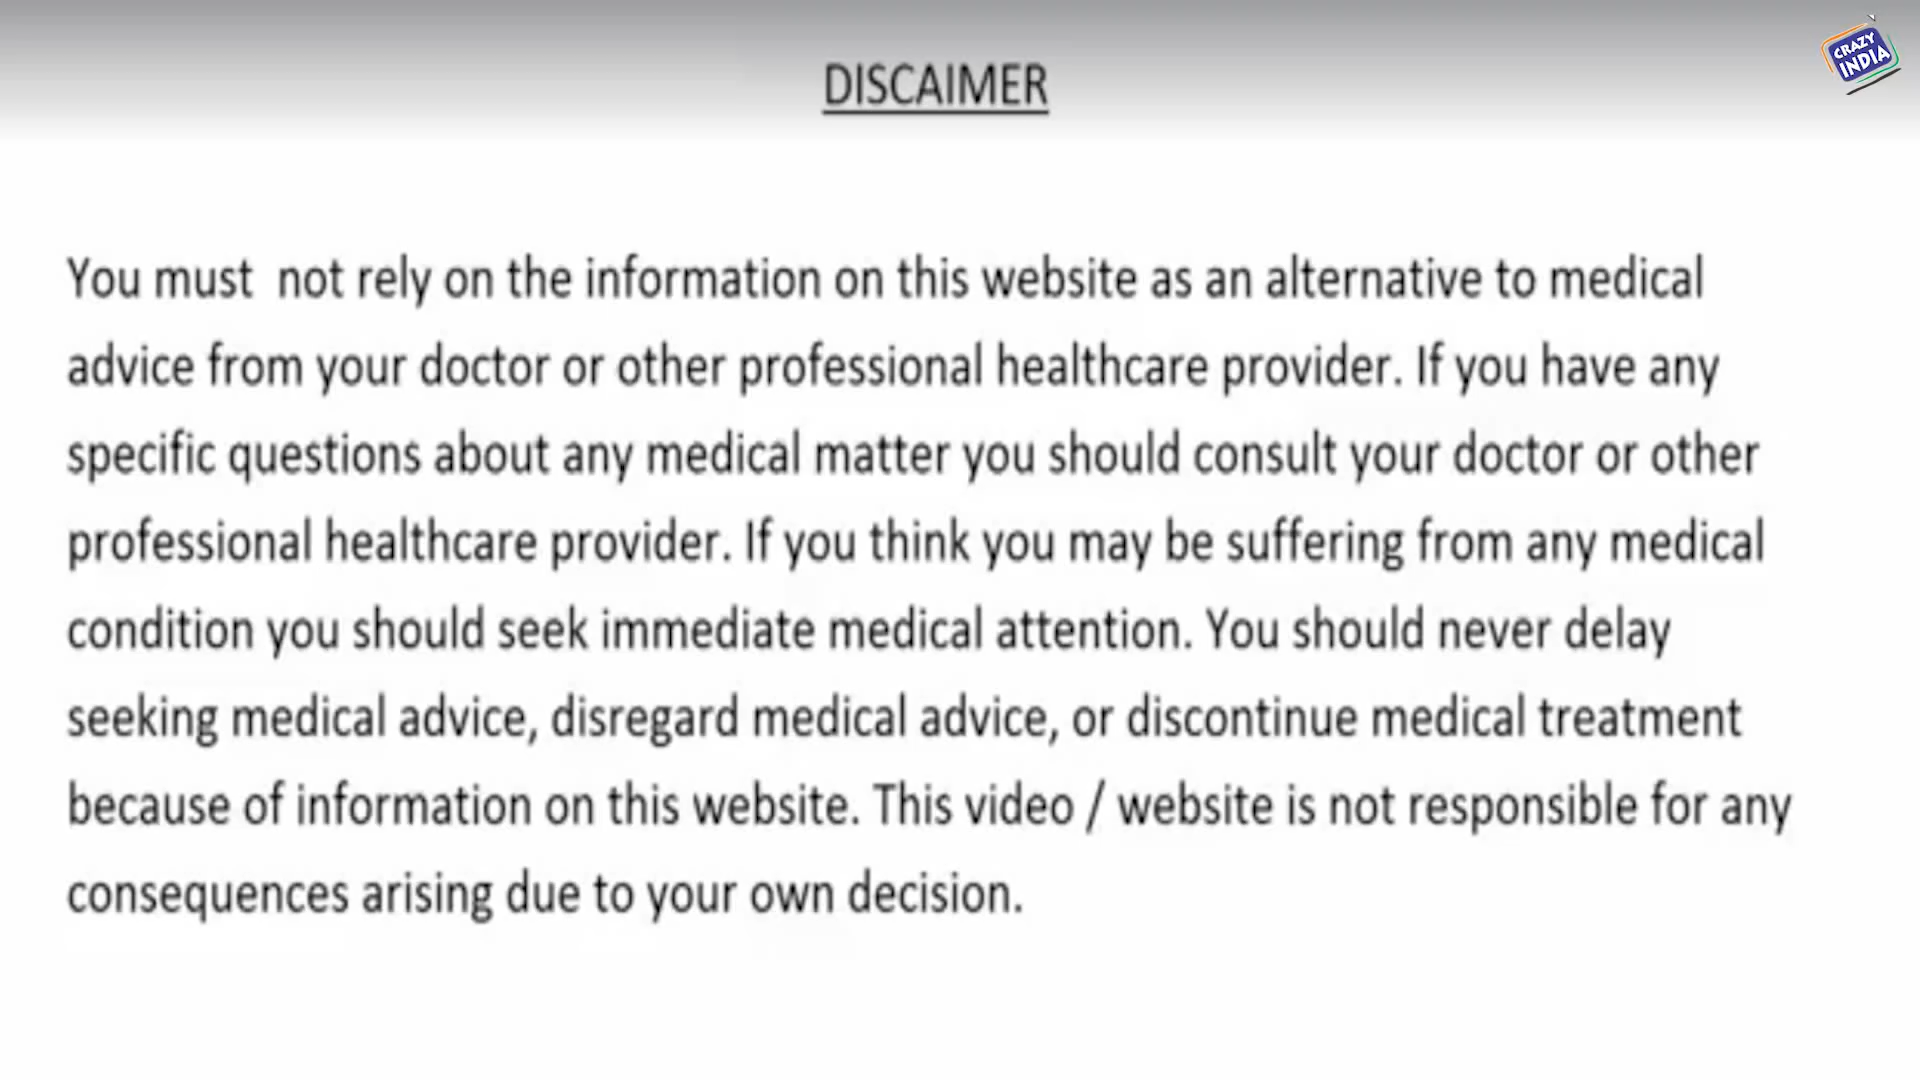 DISCAIMER
CRAZY
INDIA
You must  not rely on the information on this website as an alternative to medical
advice from your doctor or other professional healthcare provider. If you have any
specific questions about any medical matter you should consult your doctor or other
professional healthcare provider. If you think you may be suffering from any medical
condition you should seek immediate medical attention. You should never delay
seeking medical advice, disregard medical advice, or discontinue medical treatment
because of information on this website. This video / website is not responsible for any
consequences arising due to your own decision.